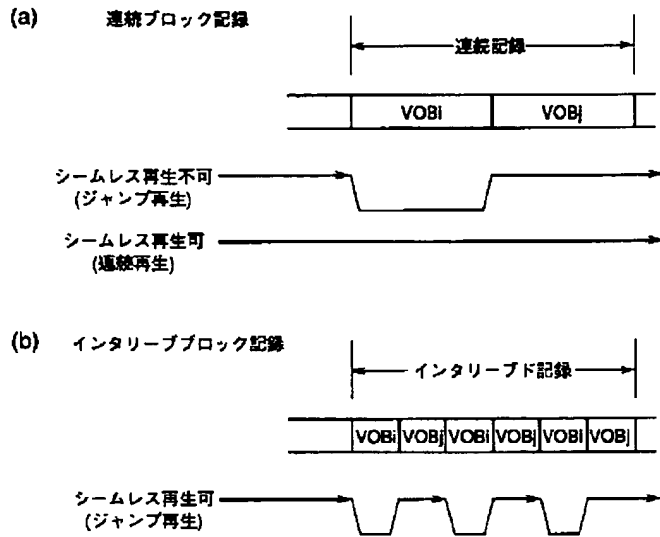 (a) 連続ブロック記録
連続記録
VOBi VOBj
シームレス再生不可
(ジャンプ再生)
シームレス再生可
(連続再生)
(b) インタリーブブロック記録
インタリーブド記録
VOBi VOBj VOBi VOBj VOBi VOBj
シームレス再生可
(ジャンプ再生)